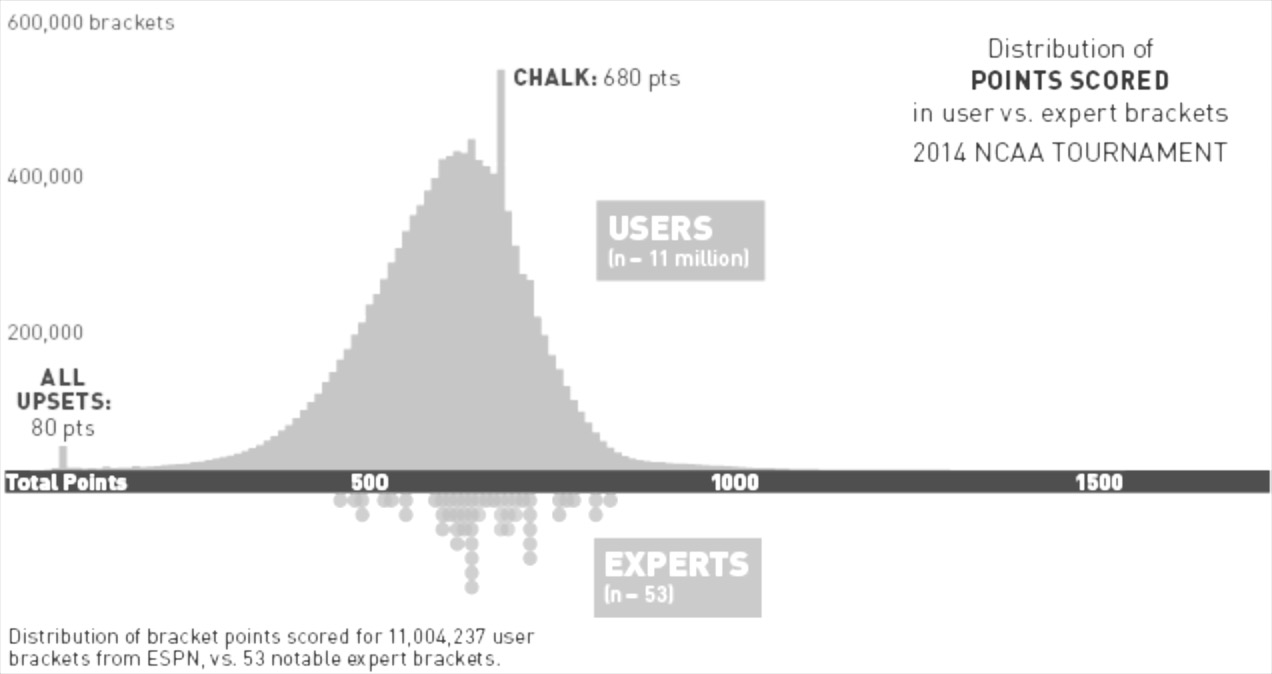 600,000 brackets
Distribution of
POINTS SCORED
in user vs. expert brackets
2014 NCAA TOURNAMENT
CHALK: 680 pts
400,000
USERS
(n – 11 million)
200,000
ALL
UPSETS:
80 pts
Total Points 500 1000 1500
EXPERTS
(n – 53)
Distribution of bracket points scored for 11,004,237 user
brackets from ESPN, vs. 53 notable expert brackets.